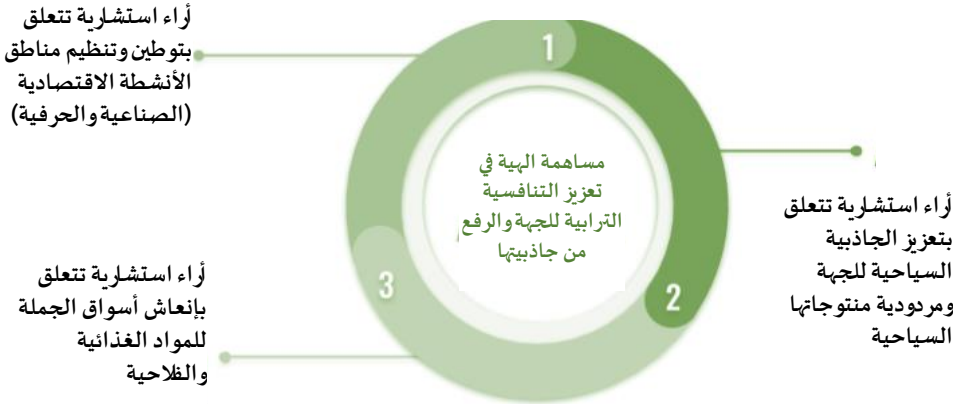 أراء استشارية تتعلق
بتوطين وتنظيم مناطق
الأنشطة الاقتصادية
(الصناعية والحرفية)
1
مساهمة الهية في
تعزيز التنافسية
الترابية للجهة والرفع
من جاذبيتها
أراء استشارية تتعلق
بتعزيز الجاذبية
السياحية للجهة
ومردودية منتوجاتها
السياحية
2
3
أراء استشارية تتعلق
بإنعاش أسواق الجملة
للمواد الغذائية
والفلاحية